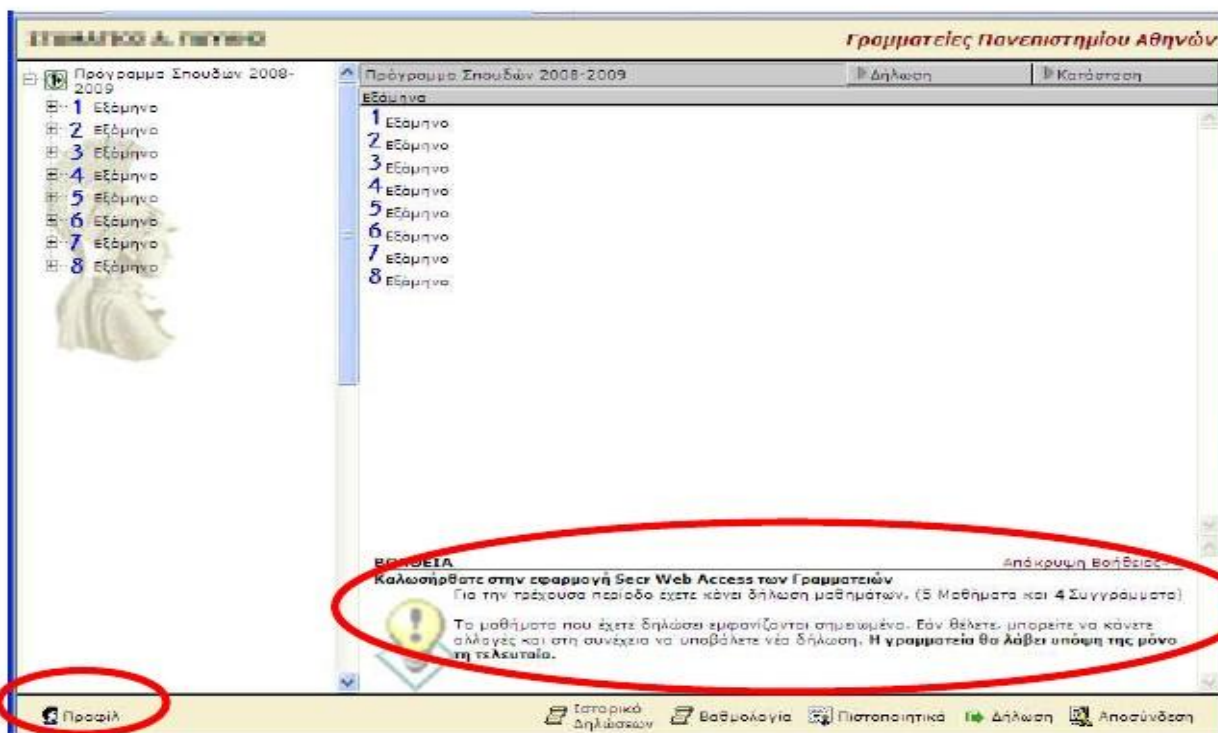 Γραμματείες Πανεπιστημίου Αθηνών
Πρόγραμμα Σπουδών 2008-
2009
1 Εξάμηνο
2 Εξάμηνο
3 Εξάμηνο
4 Εξάμηνο
5 Εξάμηνο
6 Εξάμηνο
7 Εξάμηνο
8 Εξάμηνο
Πρόγραμμα Σπουδών 2008-2009
Δήλωση
Κατάσταση
Εξάμηνα
1 Εξάμηνο
2 Εξάμηνο
3 Εξάμηνο
4 Εξάμηνο
5 Εξάμηνο
6 Εξάμηνο
7 Εξάμηνο
8 Εξάμηνο
ΒΟΗΘΕΙΑ
Απόκρυψη Βοήθειας
Καλωσήρθατε στην εφαρμογή Secr Web Access των Γραμματειών
Για την τρέχουσα περίοδο έχετε κάνει δήλωση μαθημάτων. (5 Μαθήματα και 4 Συγγράμματα)
Τα μαθήματα που έχετε δηλώσει εμφανίζονται σημειωμένα. Εάν θέλετε, μπορείτε να κάνετε
αλλαγές και στη συνέχεια να υποβάλετε νέα δήλωση. Η γραμματεία θα λάβει υπόψη της μόνο
τη τελευταία.
Προφίλ
Ιστορικό
Δηλώσεων
Βαθμολογία
Πιστοποιητικά
Δήλωση
Αποσύνδεση